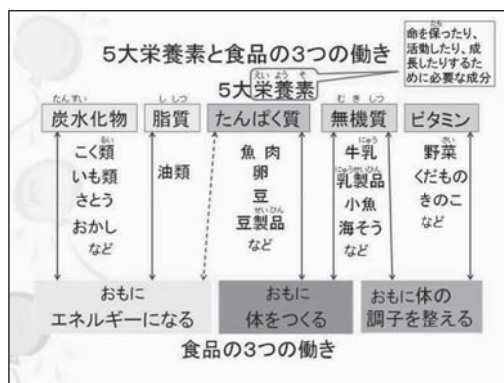 5大栄養素と食品の3つの働き
命を保ったり、
活動したり、成
長したりするた
めに必要な成分
5大栄養素
炭水化物 脂質 たんぱく質 無機質 ビタミン
こく類
いも類
さとう
おかし
など
油類
魚 肉
卵
豆
豆製品
など
牛乳
乳製品
小魚
海そう
など
野菜
くだもの
きのこ
など
おもに
エネルギーになる
おもに
体をつくる
おもに体の
調子を整える
食品の3つの働き